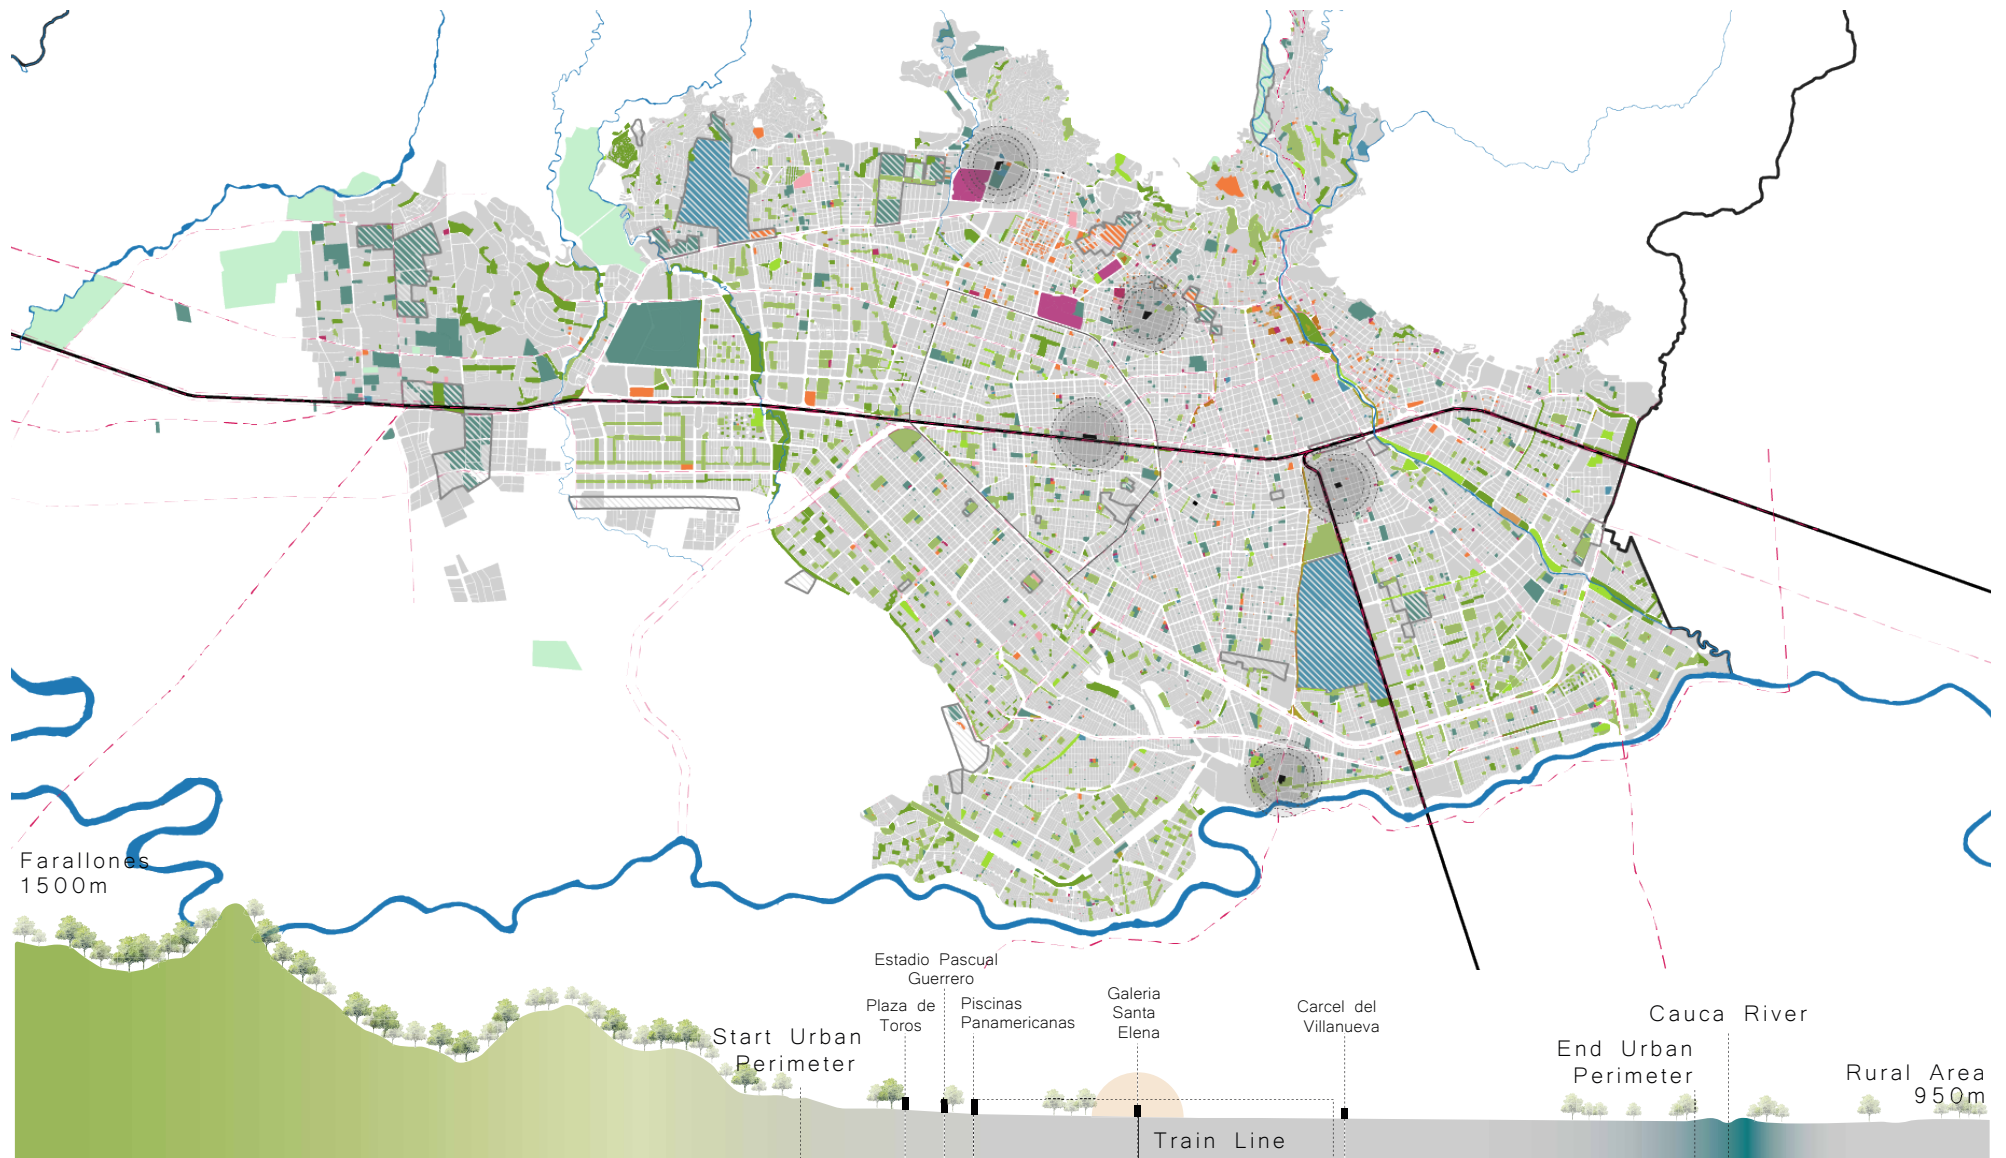 Farallones
1500m
Estadio Pascual
Guerrero
Plaza de
Toros
Piscinas
Panamericanas
Galeria
Santa
Elena
Carcel del
Villanueva
Cauca River
Start Urban
Perimeter
End Urban
Perimeter
Rural Area
950m
Train Line